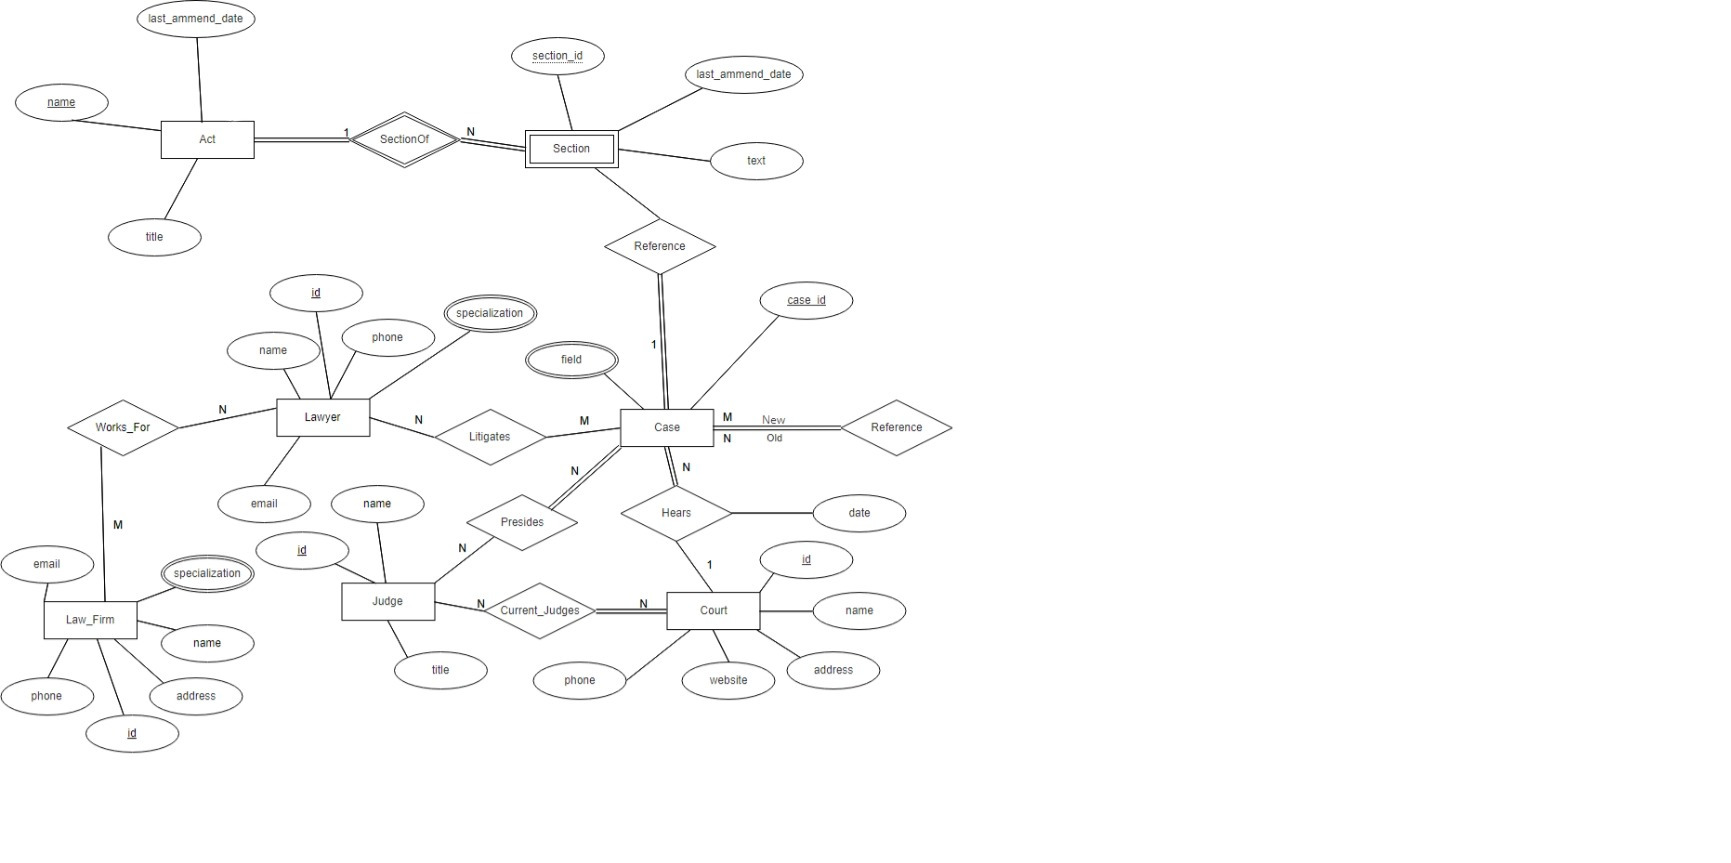 last_ammend_date
section_id
last_ammend_date
name
1
N
Act
SectionOf
Section
text
title
Reference
id
case_id
specialization
phone
name
1
field
N
Lawyer
N
M
M
New
Works_For
Litigates
Case
Reference
N
Old
N
N
email
name
M
Presides
Hears
date
id
N
email
1
id
specialization
Judge
N
Current_Judges
N
Court
name
Law_Firm
name
title
phone
website
address
phone
address
id